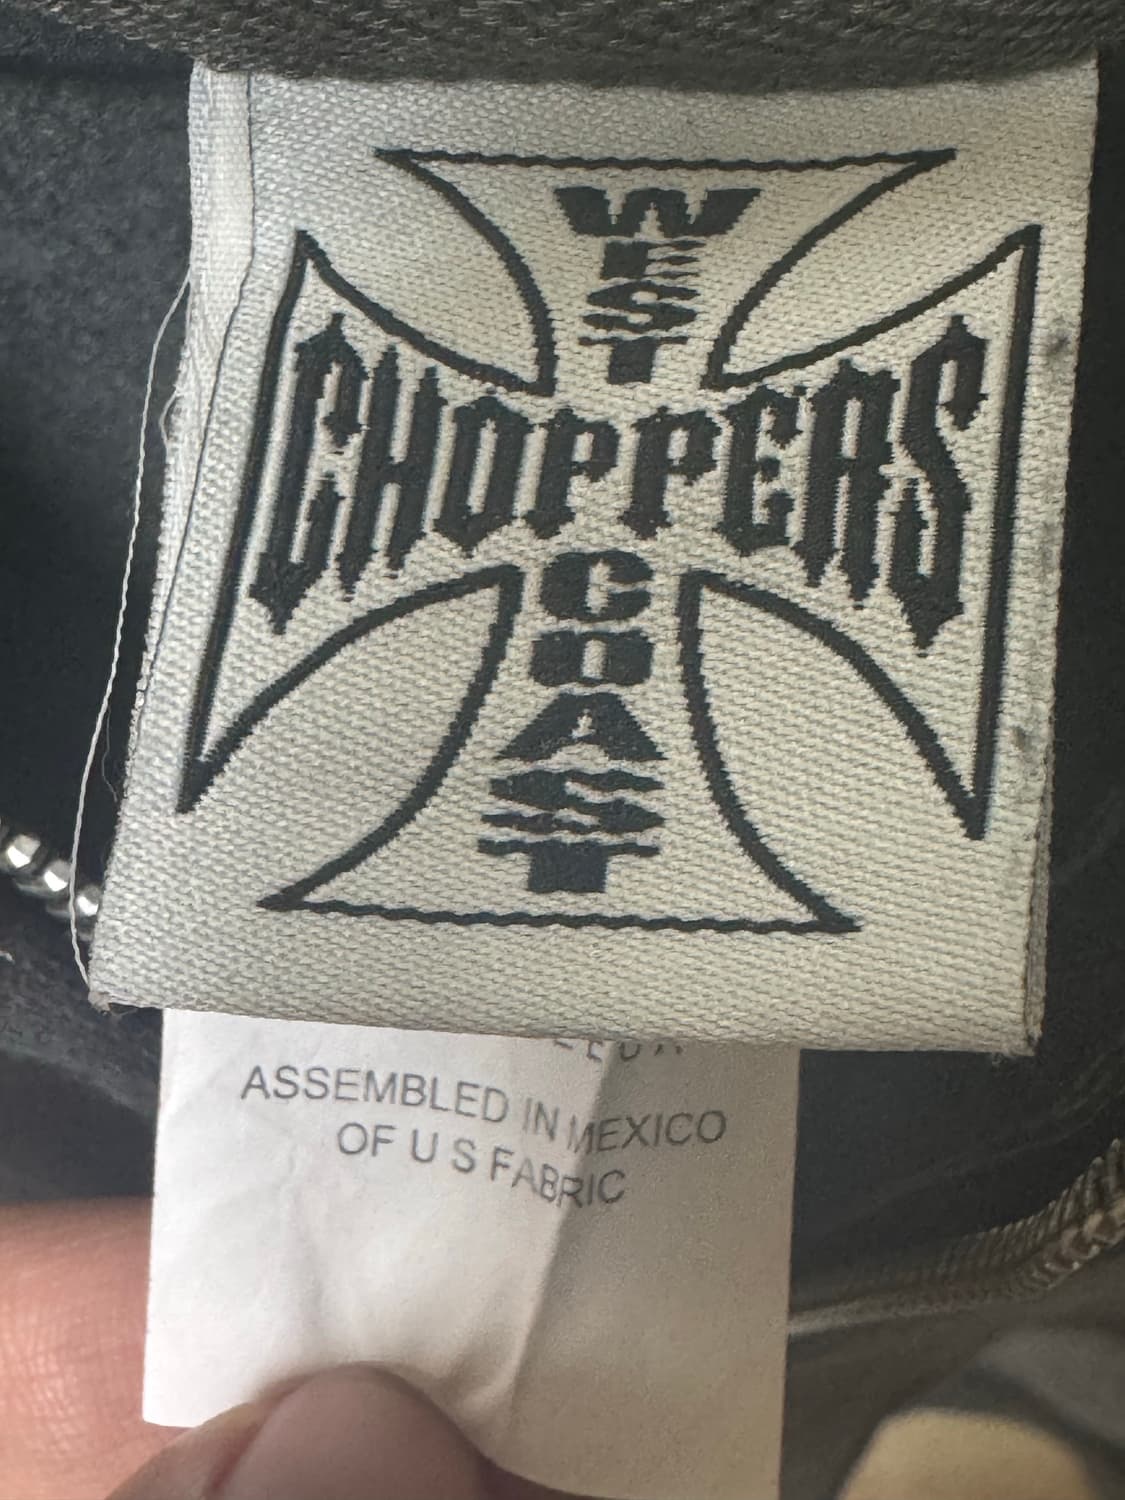 WEST
CHOPPERS
COAST
ASSEMBLED IN MEXICO
OF U S FABRIC